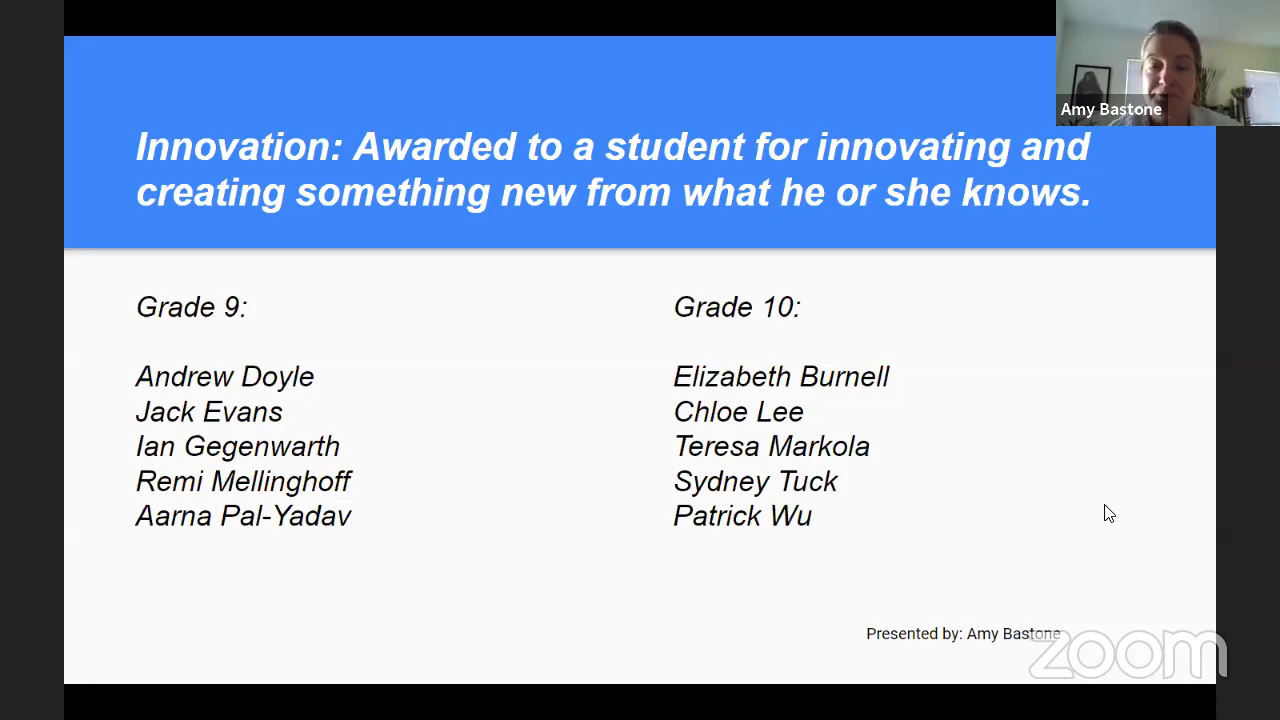 Amy Bastone
Innovation: Awarded to a student for innovating and
creating something new from what he or she knows.
Grade 9:
Andrew Doyle
Jack Evans
Ian Gegenwarth
Remi Mellinghoff
Aarna Pal-Yadav
Grade 10:
Elizabeth Burnell
Chloe Lee
Teresa Markola
Sydney Tuck
Patrick Wu
Presented by: Amy Bastone
zoom